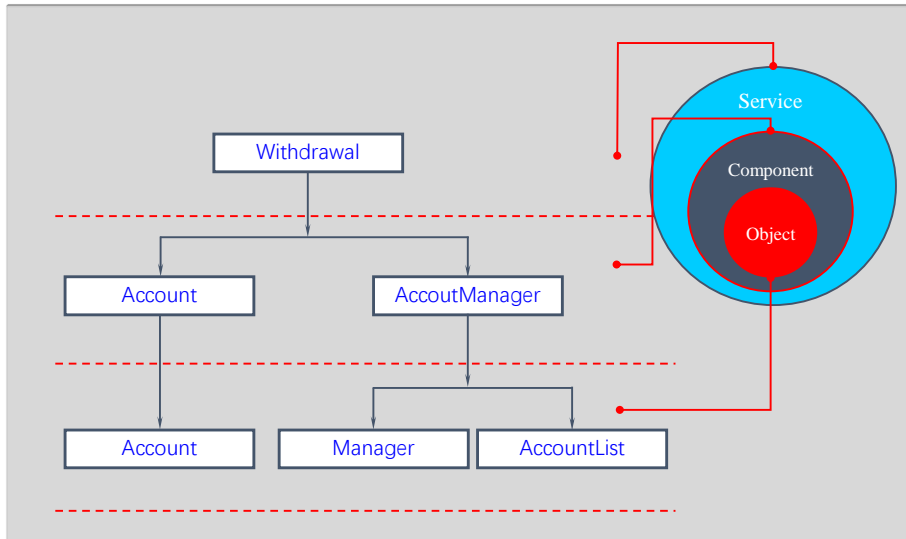 Service
Withdrawal
Component
Object
Account
AccoutManager
Account
Manager
AccountList